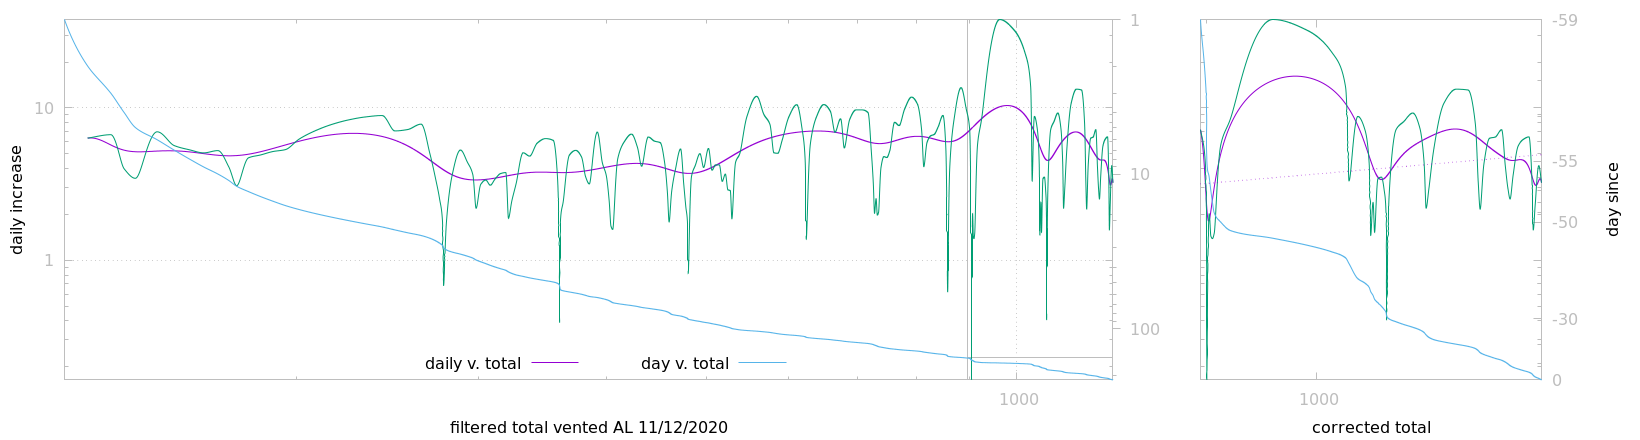 1
-59
10
daily increase
-55
10
day since
-50
1
-30
100
daily v. total
day v. total
0
1000
1000
filtered total vented AL 11/12/2020
corrected total